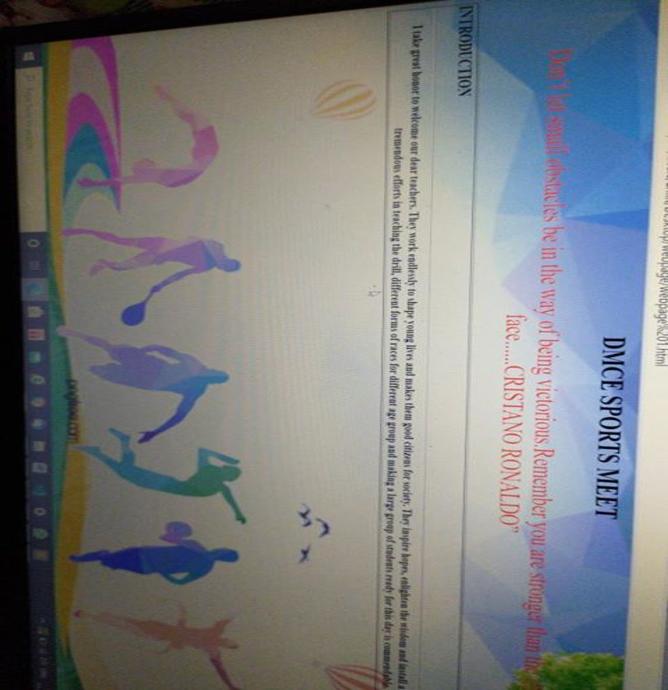 webpage/webpage%201.html
DMCE SPORTS MEET
Don't let small obstacles be in the way of being victorious.Remember you are stronger than the
face......CRISTANO RONALDO"
INTRODUCTION
I take great honor to welcome our dear teachers. They work endlessly to shape young lives and makes them good citizens for society. They inspire hopes, enlighten the wisdom and install a
tremendous efforts in teaching the drill, different forms of races for different age group and making a large group of students ready for this day is commendable
pngtree.com